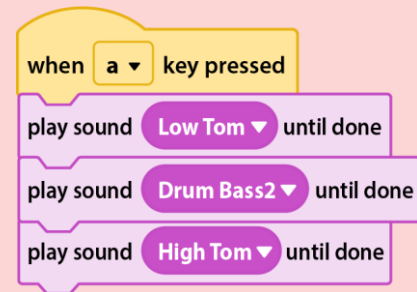 when a key pressed
play sound Low Tom until done
play sound Drum Bass2 until done
play sound High Tom until done